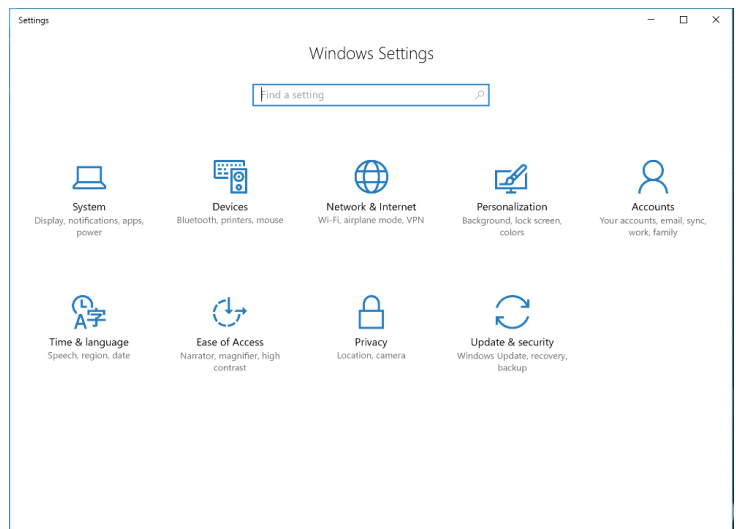 Settings
Windows Settings
Find a setting
System
Display, notifications, apps,
power
Devices
Bluetooth, printers, mouse
Network & Internet
Wi-Fi, airplane mode, VPN
Personalization
Background, lock screen,
colors
Accounts
Your accounts, email, sync,
work, family
Time & language
Speech, region, date
Ease of Access
Narrator, magnifier, high
contrast
Privacy
Location, camera
Update & security
Windows Update, recovery,
backup